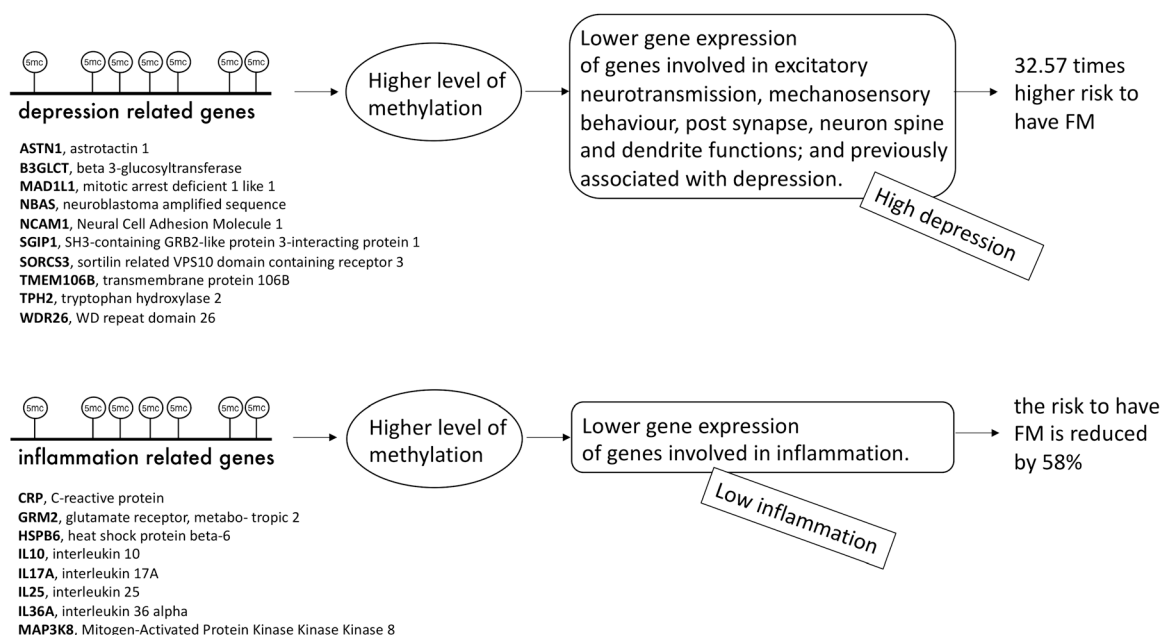 5mc 5mc 5mc 5mc 5mc 5mc 5mc
depression related genes
ASTN1, astrotactin 1
B3GLCT, beta 3-glucosyltransferase
MAD1L1, mitotic arrest deficient 1 like 1
NBAS, neuroblastoma amplified sequence
NCAM1, Neural Cell Adhesion Molecule 1
SGIP1, SH3-containing GRB2-like protein 3-interacting protein 1
SORCS3, sortilin related VPS10 domain containing receptor 3
TMEM106B, transmembrane protein 106B
TPH2, tryptophan hydroxylase 2
WDR26, WD repeat domain 26
Higher level of
methylation
Lower gene expression
of genes involved in excitatory
neurotransmission, mechanosensory
behaviour, post synapse, neuron spine
and dendrite functions; and previously
associated with depression.
High depression
32.57 times
higher risk to
have FM
5mc 5mc 5mc 5mc 5mc 5mc 5mc
inflammation related genes
CRP, C-reactive protein
GRM2, glutamate receptor, metabo- tropic 2
HSPB6, heat shock protein beta-6
IL10, interleukin 10
IL17A, interleukin 17A
IL25, interleukin 25
IL36A, interleukin 36 alpha
MAP3K8, Mitogen-Activated Protein Kinase Kinase Kinase 8
Higher level of
methylation
Lower gene expression
of genes involved in inflammation.
Low inflammation
the risk to have
FM is reduced
by 58%